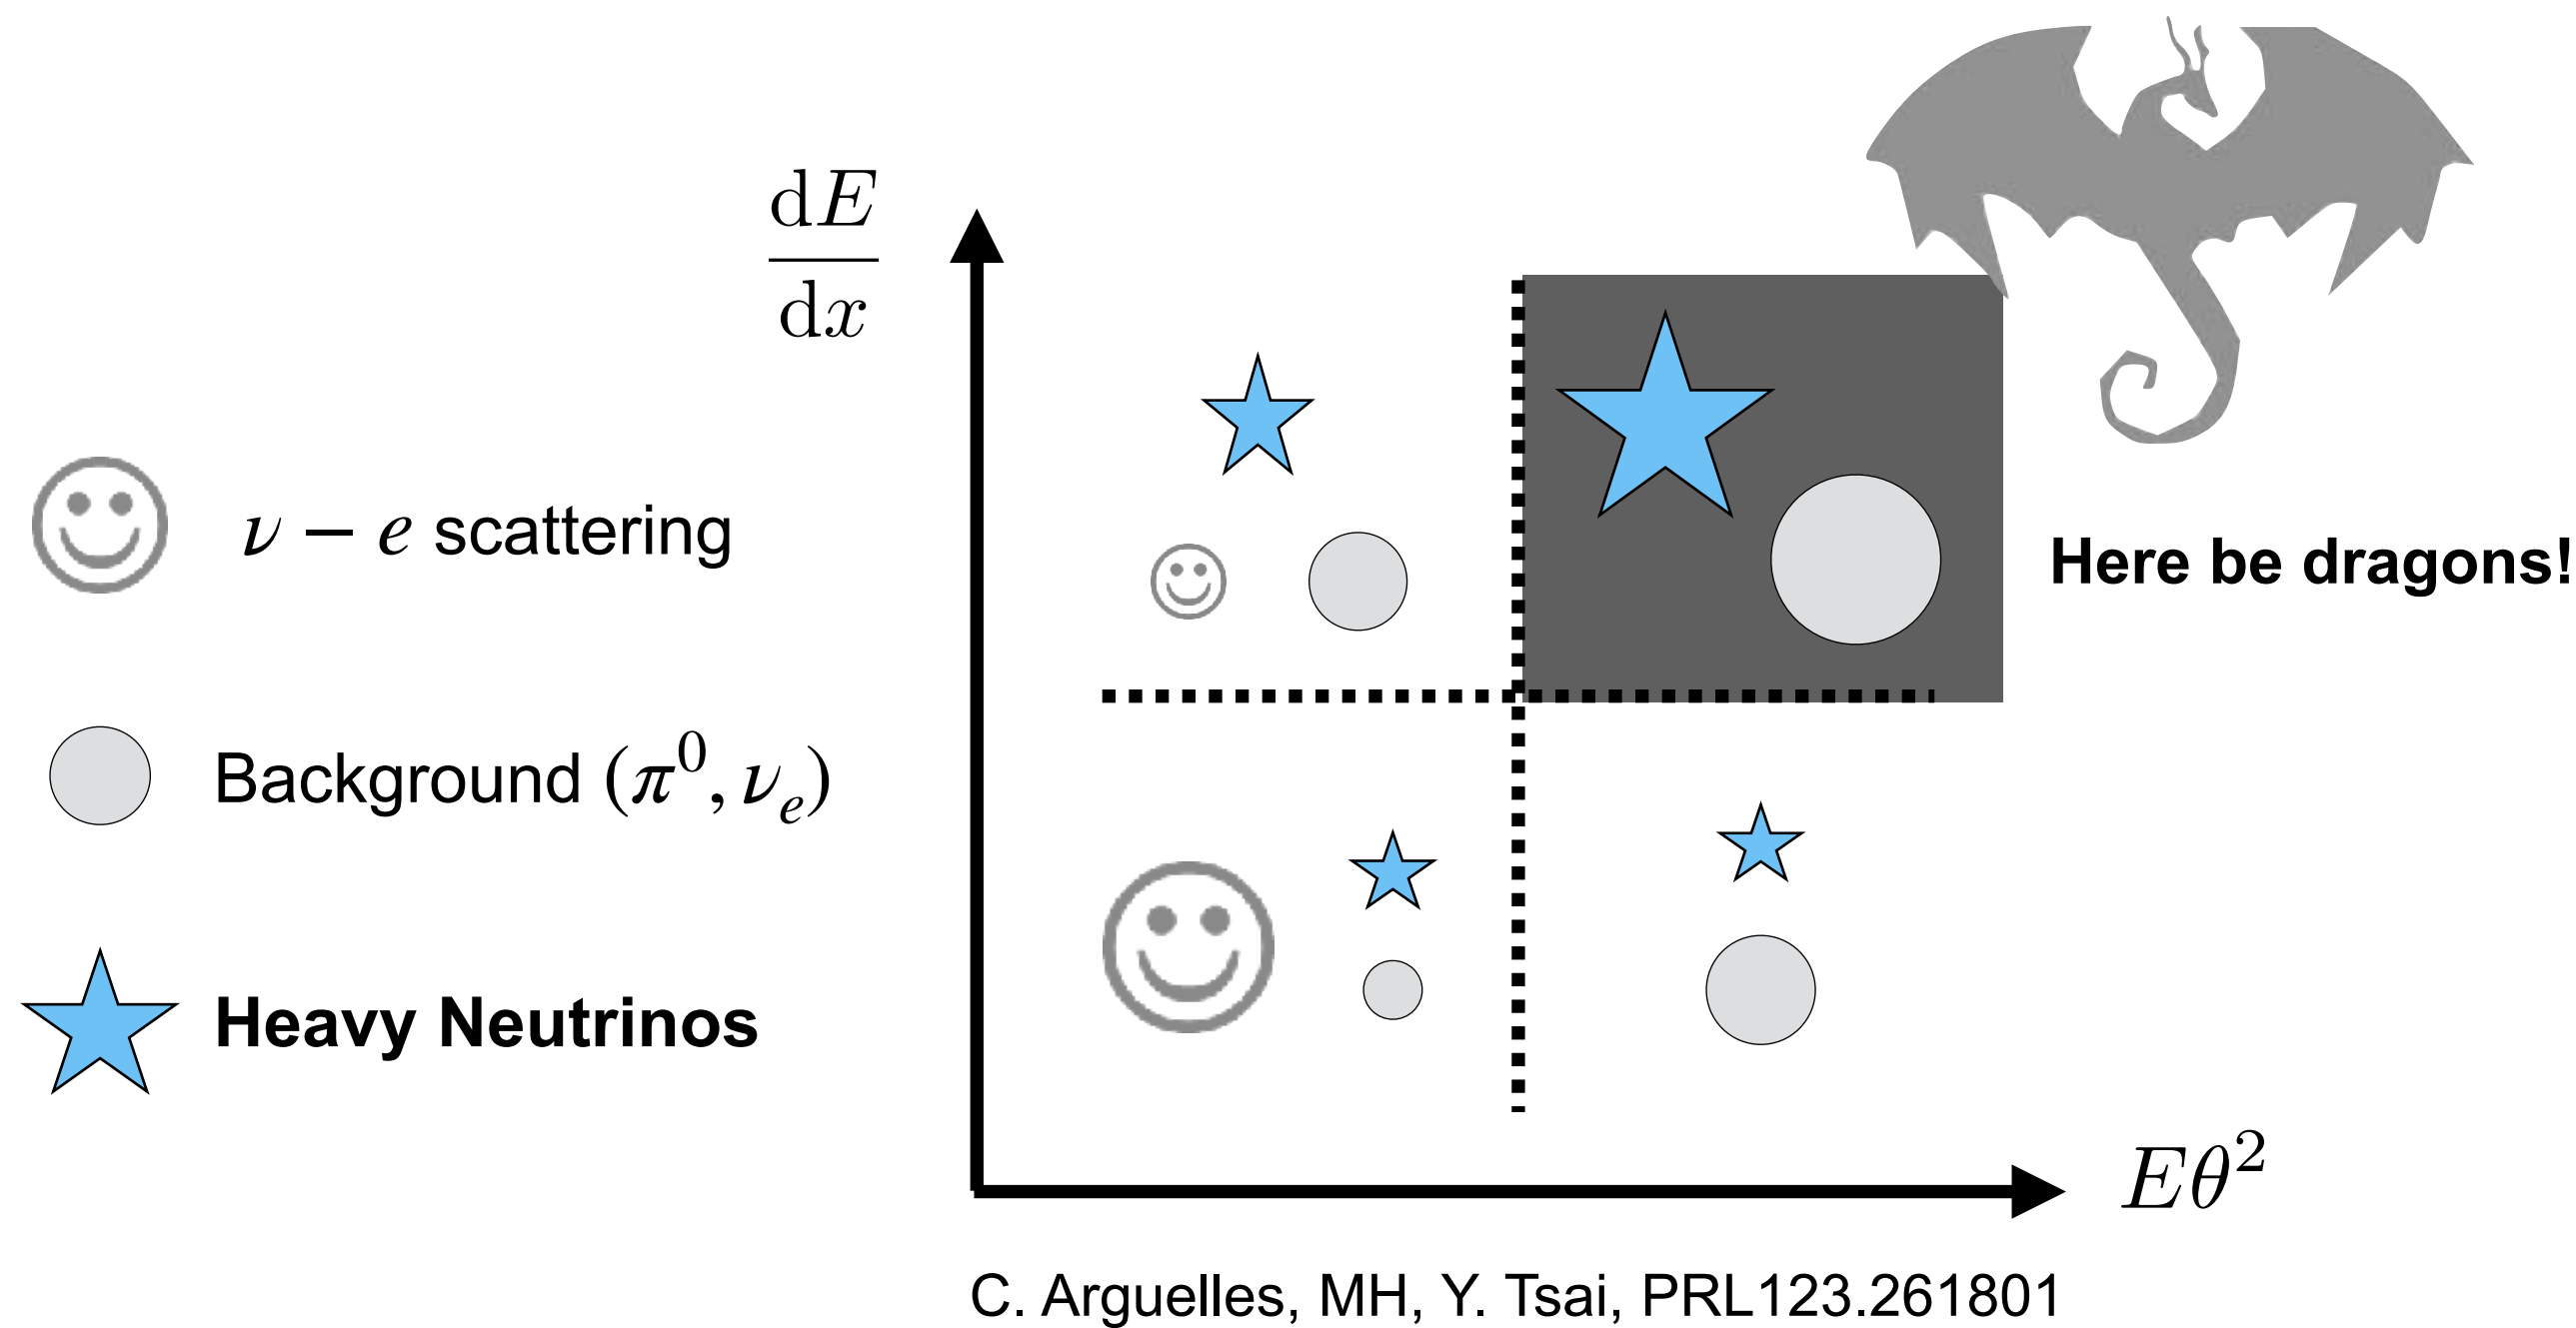 dE/dx
ν − e scattering
Here be dragons!
Background (π⁰, νₑ)
Heavy Neutrinos
Eθ²
C. Arguelles, MH, Y. Tsai, PRL123.261801